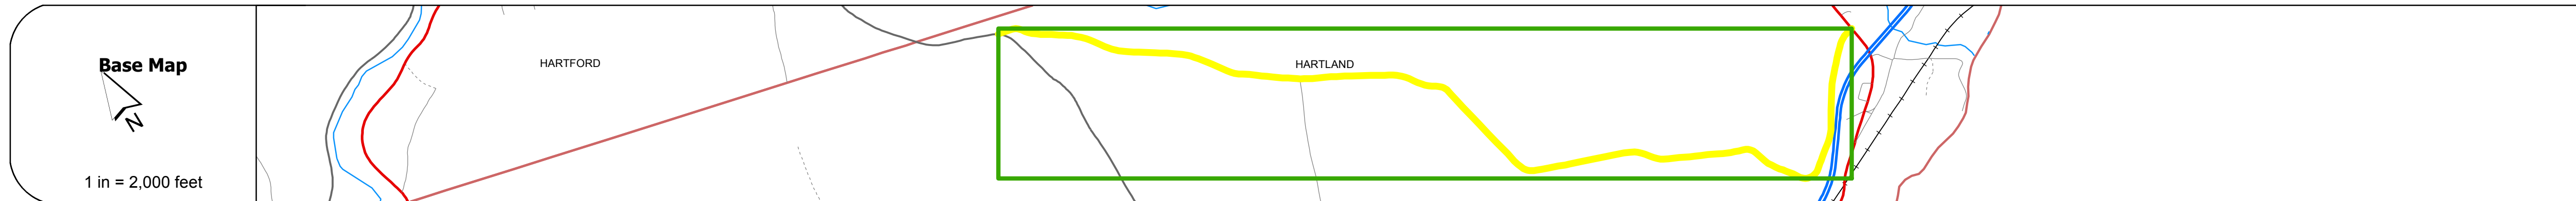 Base Map
N
1 in = 2,000 feet
HARTFORD
HARTLAND